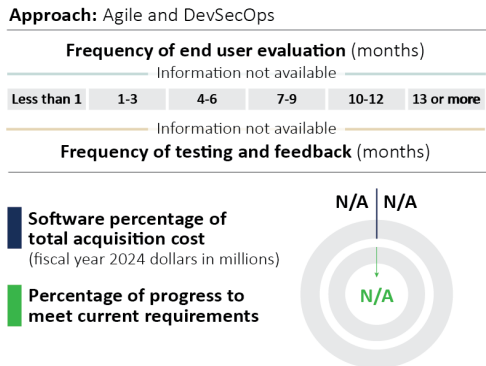 Approach: Agile and DevSecOps
Frequency of end user evaluation (months)
Information not available
Less than 1 1-3 4-6 7-9 10-12 13 or more
Information not available
Frequency of testing and feedback (months)
N/A N/A
Software percentage of
total acquisition cost
(fiscal year 2024 dollars in millions)
Percentage of progress to
meet current requirements
N/A